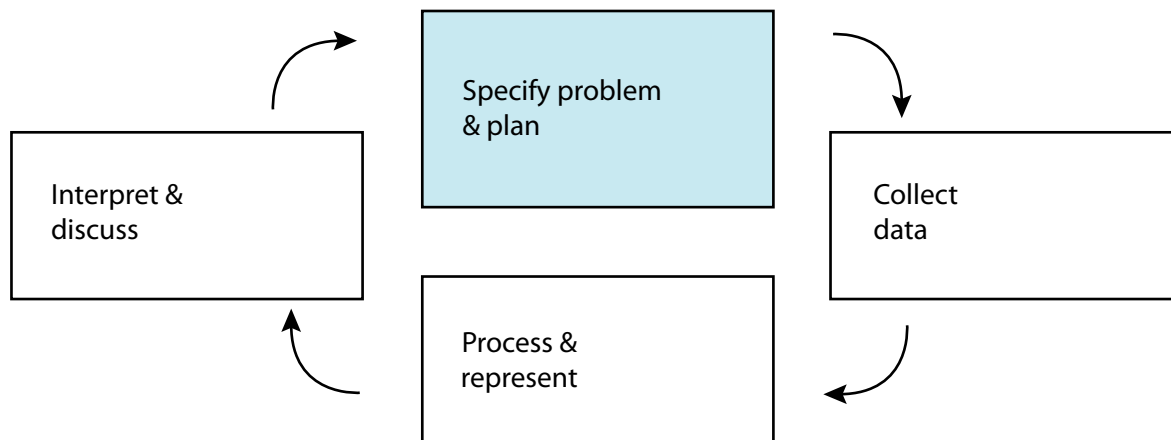 Specify problem
& plan
Collect
data
Process &
represent
Interpret &
discuss